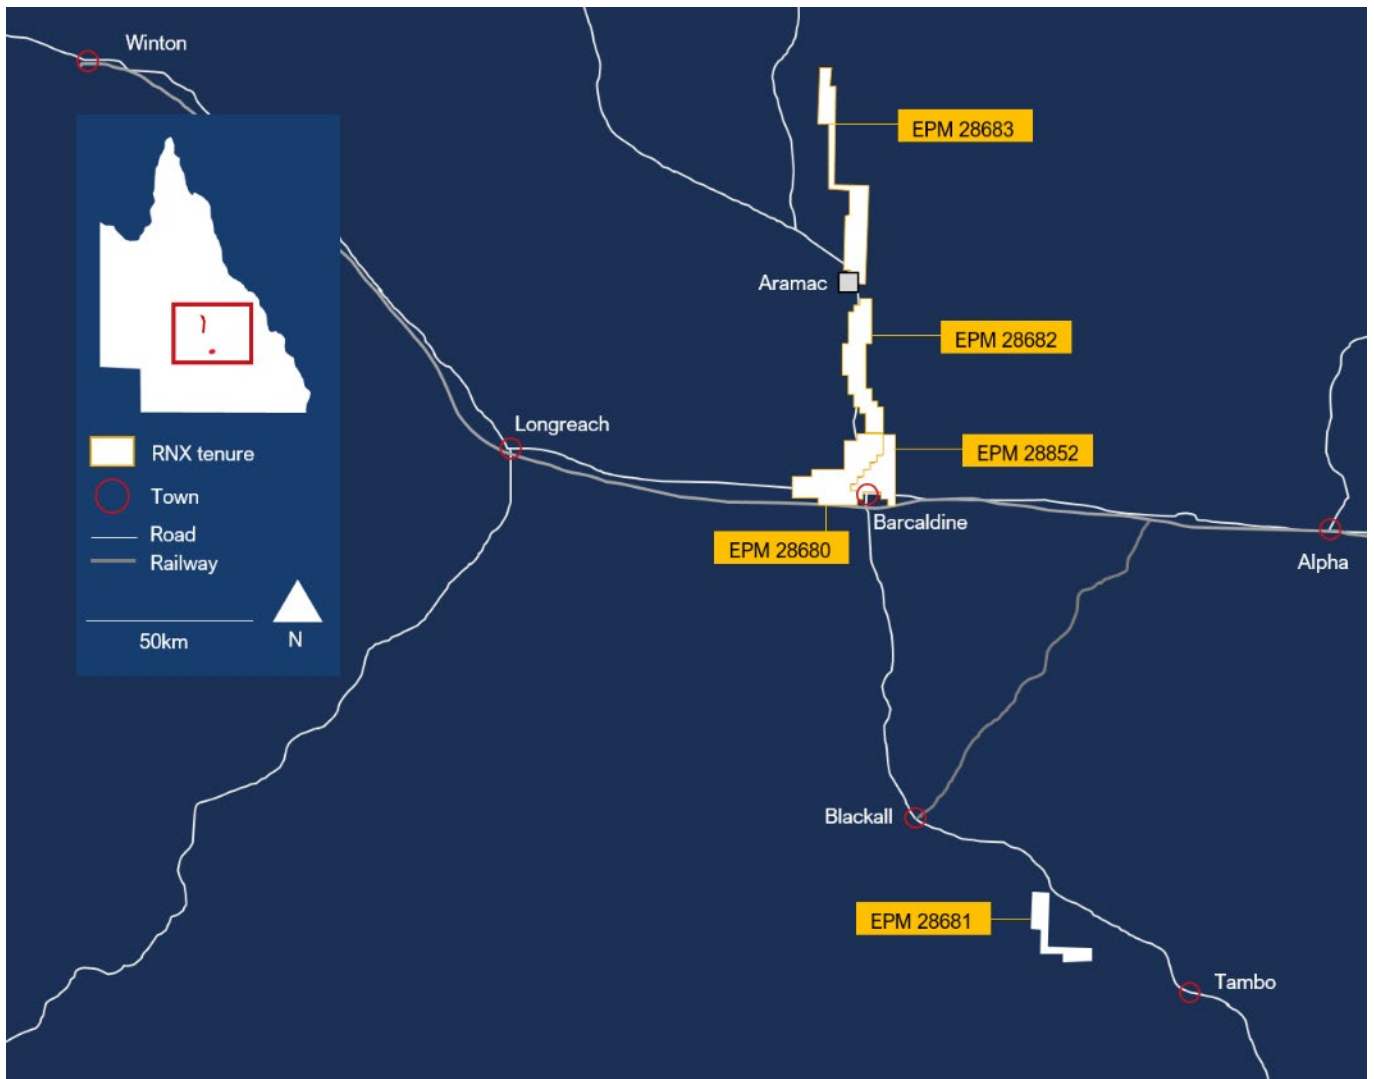 Winton
EPM 28683
Aramac
EPM 28682
Longreach
RNX tenure
EPM 28852
Town
Barcaldine
Road
EPM 28680
Railway
Alpha
50km
N
Blackall
EPM 28681
Tambo